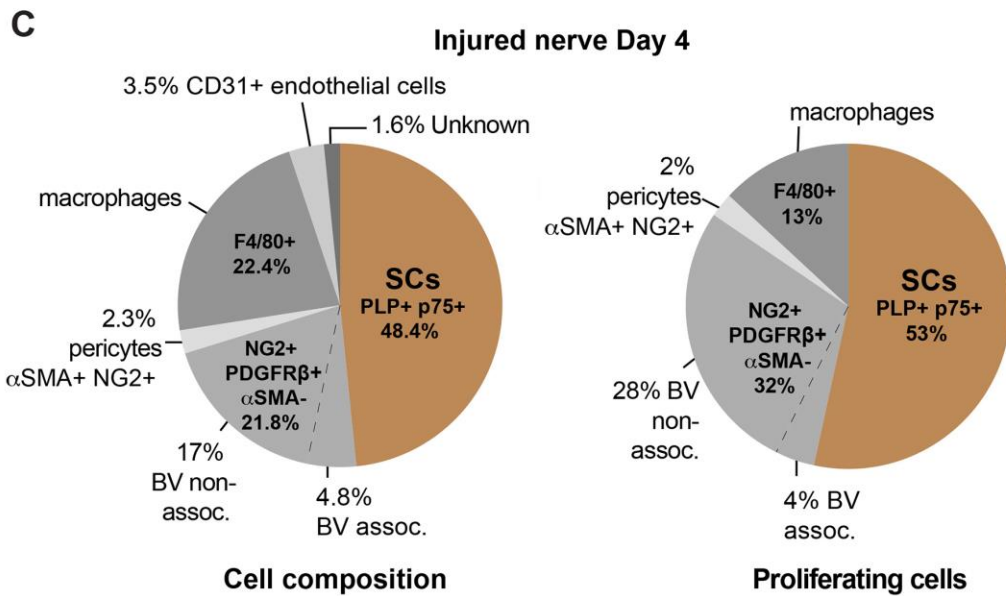 C
Injured nerve Day 4
3.5% CD31+ endothelial cells
1.6% Unknown
macrophages
F4/80+
22.4%
SCs
PLP+ p75+
48.4%
2.3%
pericytes
αSMA+ NG2+
NG2+
PDGFRβ+
αSMA-
21.8%
17%
BV non-
assoc.
4.8%
BV assoc.
Cell composition
macrophages
2%
pericytes
αSMA+ NG2+
F4/80+
13%
SCs
PLP+ p75+
53%
NG2+
PDGFRβ+
αSMA-
32%
28% BV
non-
assoc.
4% BV
assoc.
Proliferating cells